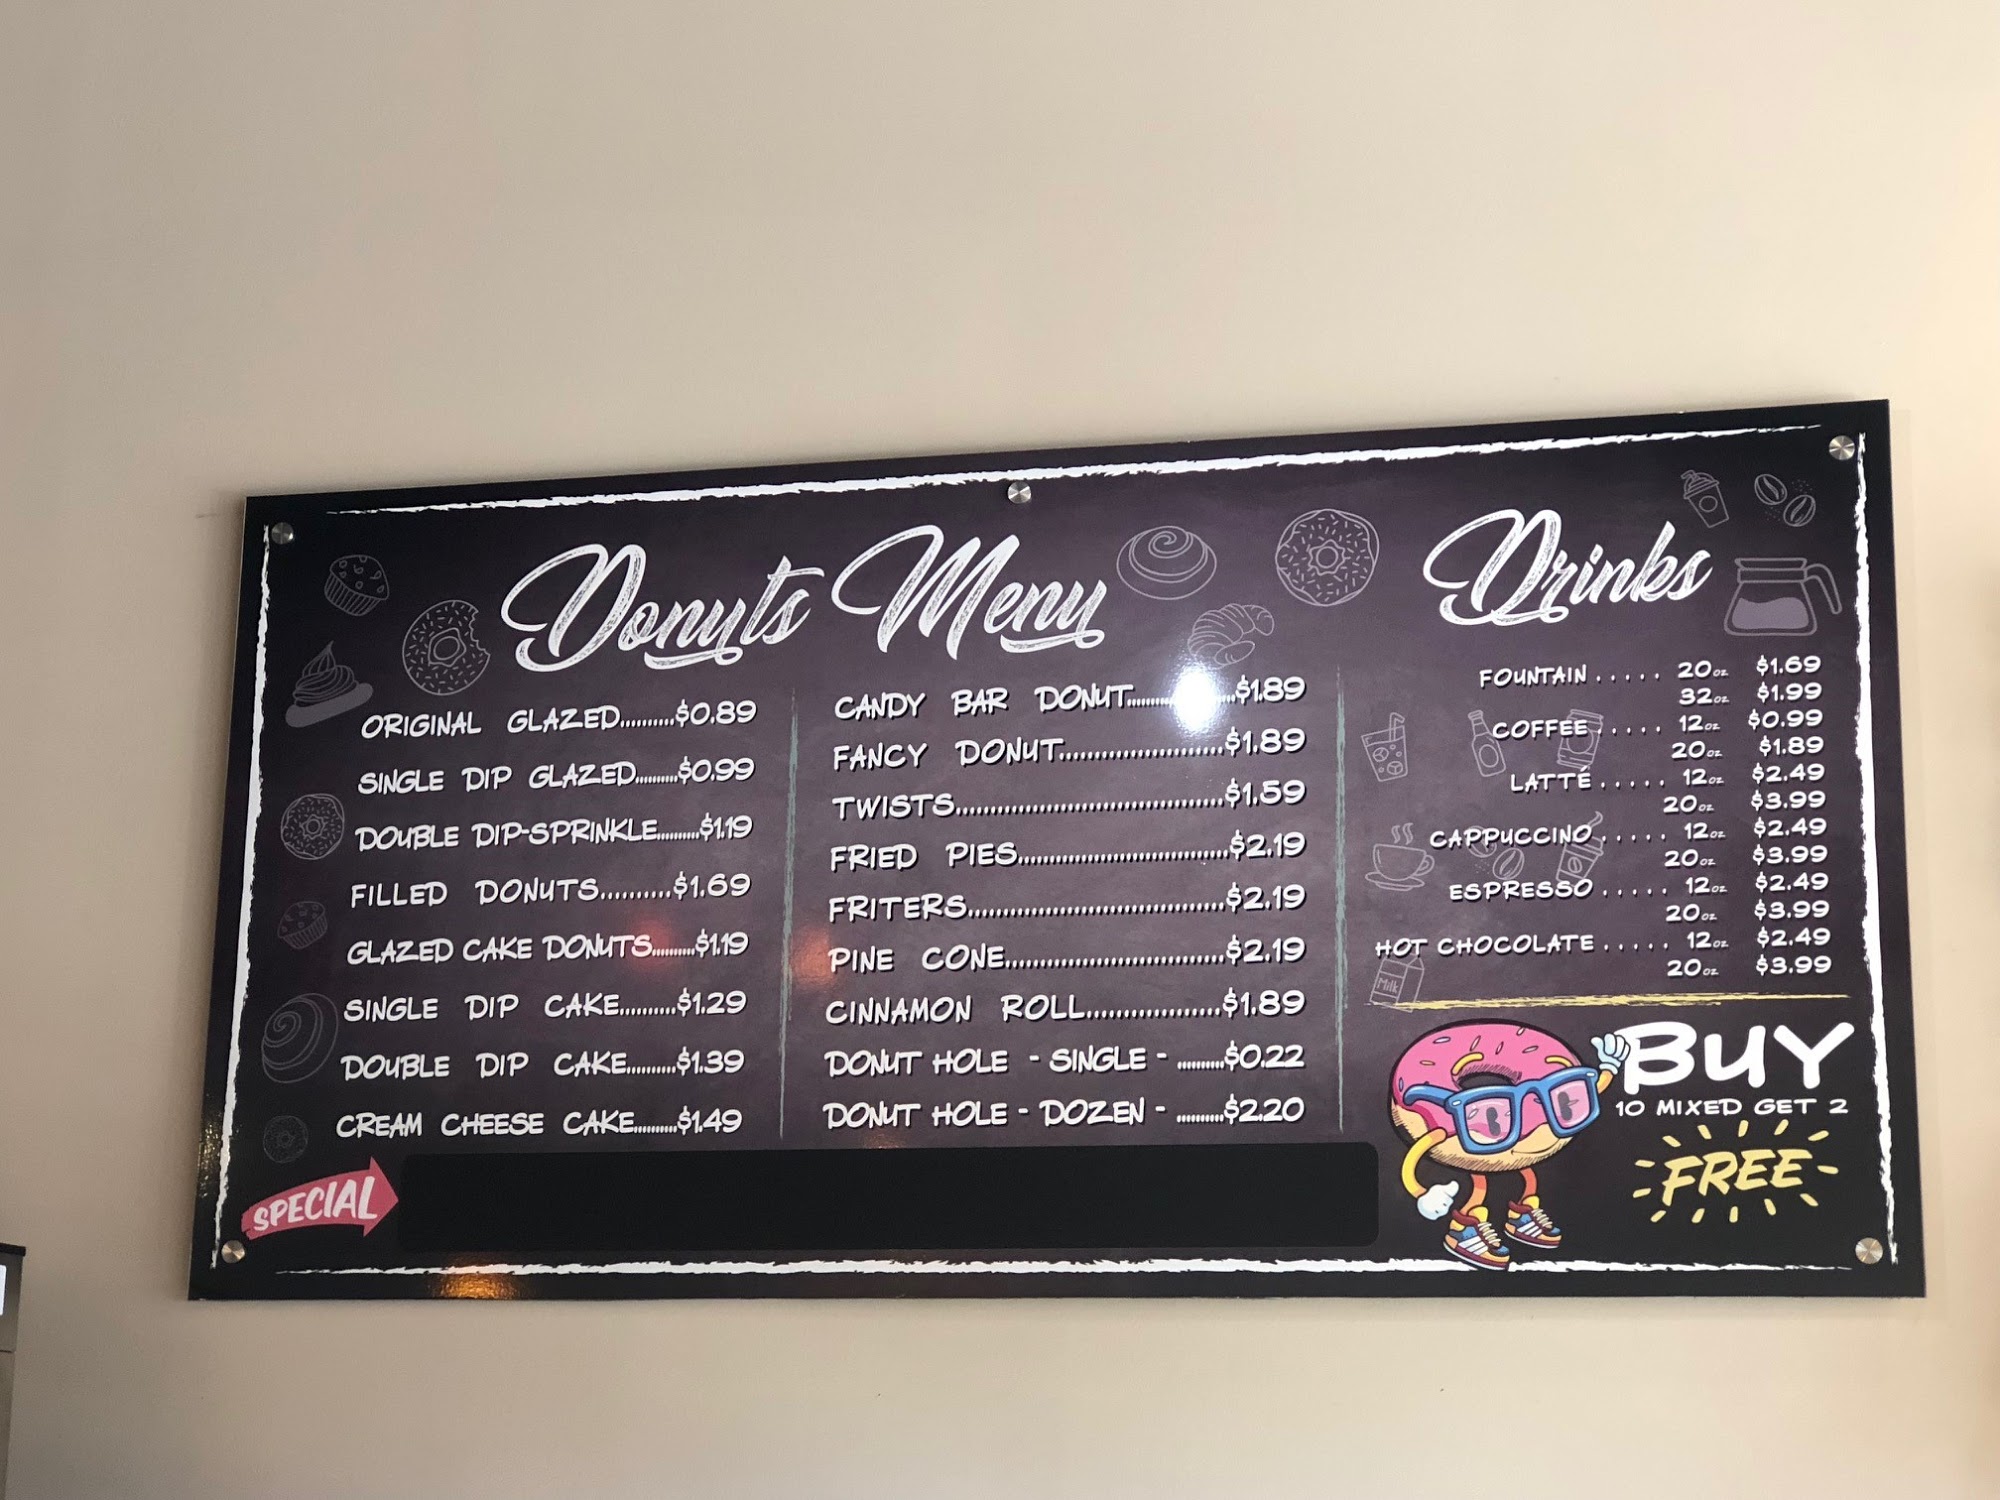 Donuts Menu
ORIGINAL GLAZED..........$0.89
SINGLE DIP GLAZED..........$0.99
DOUBLE DIP-SPRINKLE..........$1.19
FILLED DONUTS..........$1.69
GLAZED CAKE DONUTS..........$1.19
SINGLE DIP CAKE..........$1.29
DOUBLE DIP CAKE..........$1.39
CREAM CHEESE CAKE..........$1.49
CANDY BAR DONUT..........$1.89
FANCY DONUT..........$1.89
TWISTS..........$1.59
FRIED PIES..........$2.19
FRITERS..........$2.19
PINE CONE..........$2.19
CINNAMON ROLL..........$1.89
DONUT HOLE - SINGLE - ..........$0.22
DONUT HOLE - DOZEN - ..........$2.20
SPECIAL
Drinks
FOUNTAIN . . . . . 20oz $1.69
32oz $1.99
COFFEE . . . . . 12oz $0.99
20oz $1.89
LATTÉ . . . . . 12oz $2.49
20oz $3.99
CAPPUCCINO . . . . . 12oz $2.49
20oz $3.99
ESPRESSO . . . . . 12oz $2.49
20oz $3.99
HOT CHOCOLATE . . . . . 12oz $2.49
20oz $3.99
Milk
BUY
10 MIXED GET 2
FREE